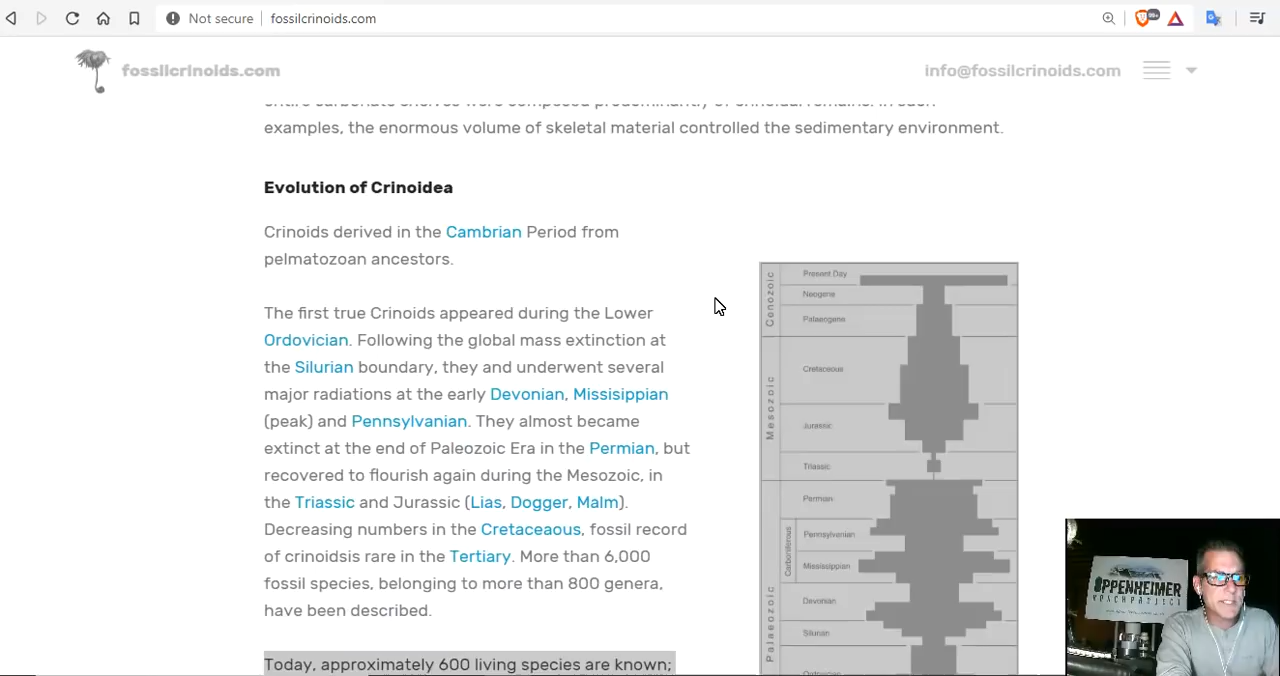 Not secure
fossilcrinoids.com
99+
fossilcrinoids.com
info@fossilcrinoids.com
examples, the enormous volume of skeletal material controlled the sedimentary environment.
Evolution of Crinoidea
Crinoids derived in the Cambrian Period from
pelmatozoan ancestors.
The first true Crinoids appeared during the Lower
Ordovician. Following the global mass extinction at
the Silurian boundary, they and underwent several
major radiations at the early Devonian, Missisippian
(peak) and Pennsylvanian. They almost became
extinct at the end of Paleozoic Era in the Permian, but
recovered to flourish again during the Mesozoic, in
the Triassic and Jurassic (Lias, Dogger, Malm).
Decreasing numbers in the Cretaceaous, fossil record
of crinoidsis rare in the Tertiary. More than 6,000
fossil species, belonging to more than 800 genera,
have been described.
Today, approximately 600 living species are known;
Cenozoic
Present Day
Neogene
Palaeogene
Mesozoic
Cretaceous
Jurassic
Triassic
Palaeozoic
Permian
Carboniferous
Pennsylvanian
Mississippian
Devonian
Silurian
OPPENHEIMER
RANCH PROJECT